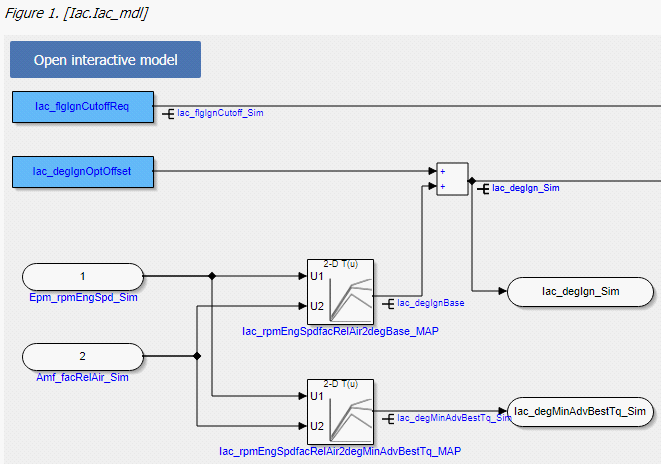 Figure 1. [Iac.Iac_mdl]
Open interactive model
Iac_flgIgnCutoffReq
Iac_flgIgnCutoff_Sim
Iac_degIgnOptOffset
+
+
Iac_degIgn_Sim
2-D T(u)
1
U1
Iac_degIgn_Sim
Epm_rpmEngSpd_Sim
U2
Iac_degIgnBase
Iac_rpmEngSpdfacRelAir2degBase_MAP
2
Amf_facRelAir_Sim
2-D T(u)
U1
Iac_degMinAdvBestTq_Sim
Iac_degMinAdvBestTq_Sim
U2
Iac_rpmEngSpdfacRelAir2degMinAdvBestTq_MAP